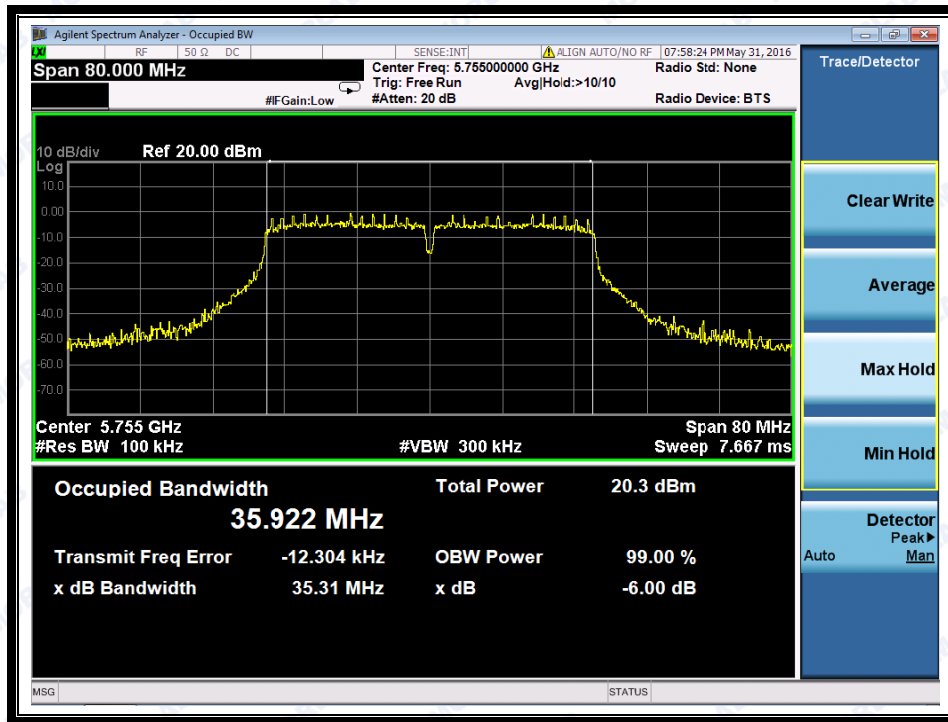 Agilent Spectrum Analyzer - Occupied BW
LXI RF 50 Ω DC SENSE:INT ALIGN AUTO/NO RF 07:58:24 PM May 31, 2016
Span 80.000 MHz
Center Freq: 5.755000000 GHz Radio Std: None
Trig: Free Run Avg|Hold:>10/10
#IFGain:Low #Atten: 20 dB Radio Device: BTS
10 dB/div Ref 20.00 dBm
Log
10.0
0.00
-10.0
-20.0
-30.0
-40.0
-50.0
-60.0
-70.0
Center 5.755 GHz Span 80 MHz
#Res BW 100 kHz #VBW 300 kHz Sweep 7.667 ms
Occupied Bandwidth Total Power 20.3 dBm
35.922 MHz
Transmit Freq Error -12.304 kHz OBW Power 99.00 %
x dB Bandwidth 35.31 MHz x dB -6.00 dB
MSG STATUS
Trace/Detector
Clear Write
Average
Max Hold
Min Hold
Detector
Peak▶
Auto Man